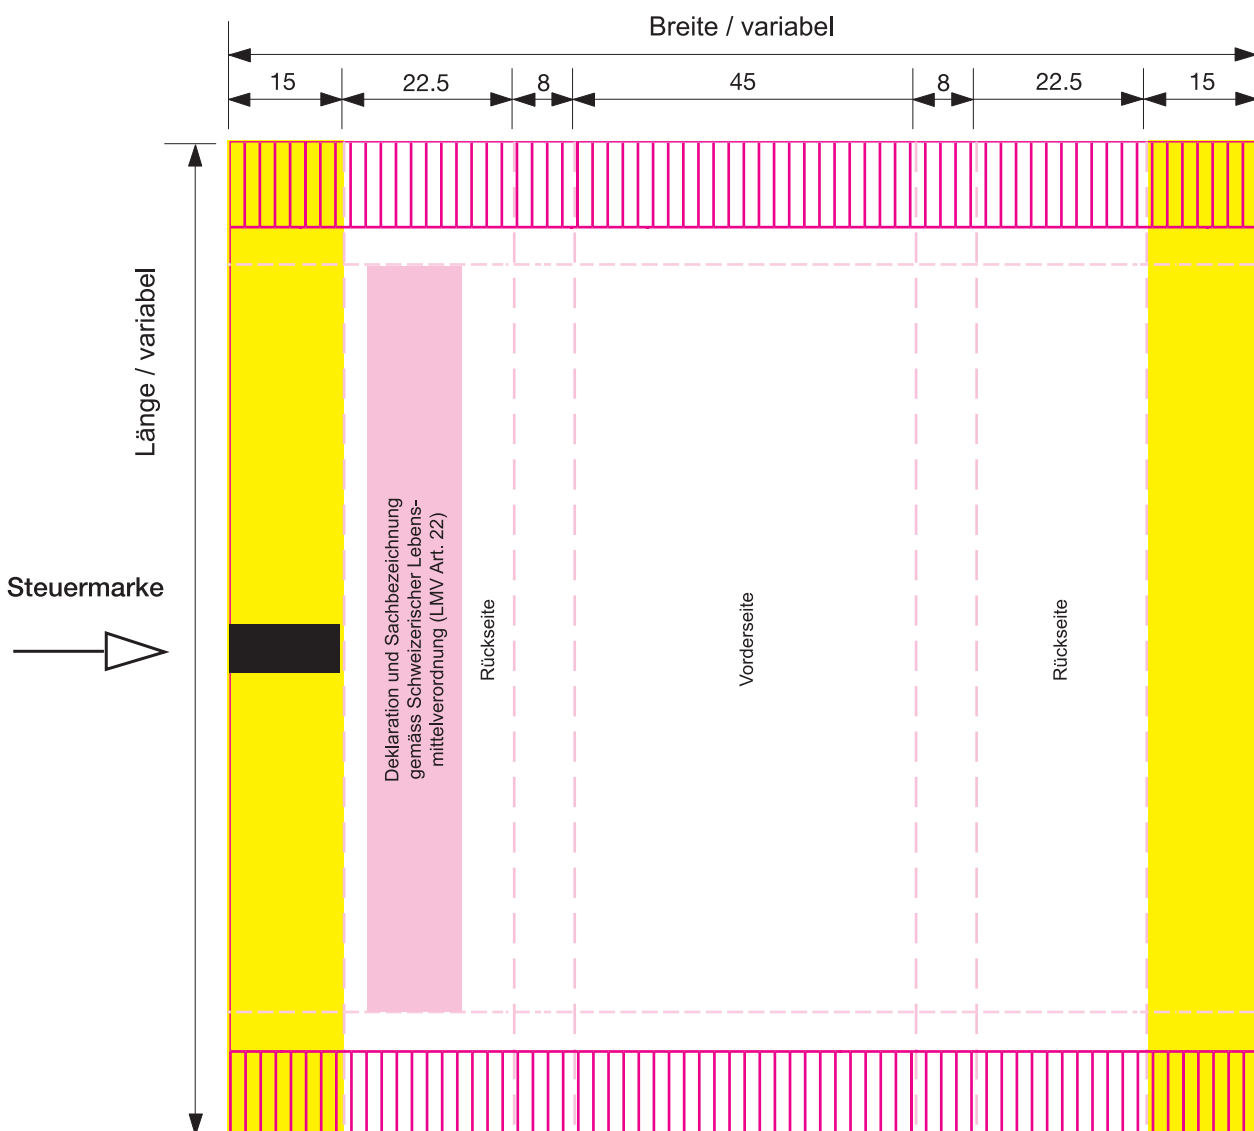 Breite / variabel
15
22.5
8
45
8
22.5
15
Länge / variabel
Steuermarke
Deklaration und Sachbezeichnung
gemäss Schweizerischer Lebens-
mittelverordnung (LMV Art. 22)
Rückseite
Vorderseite
Rückseite